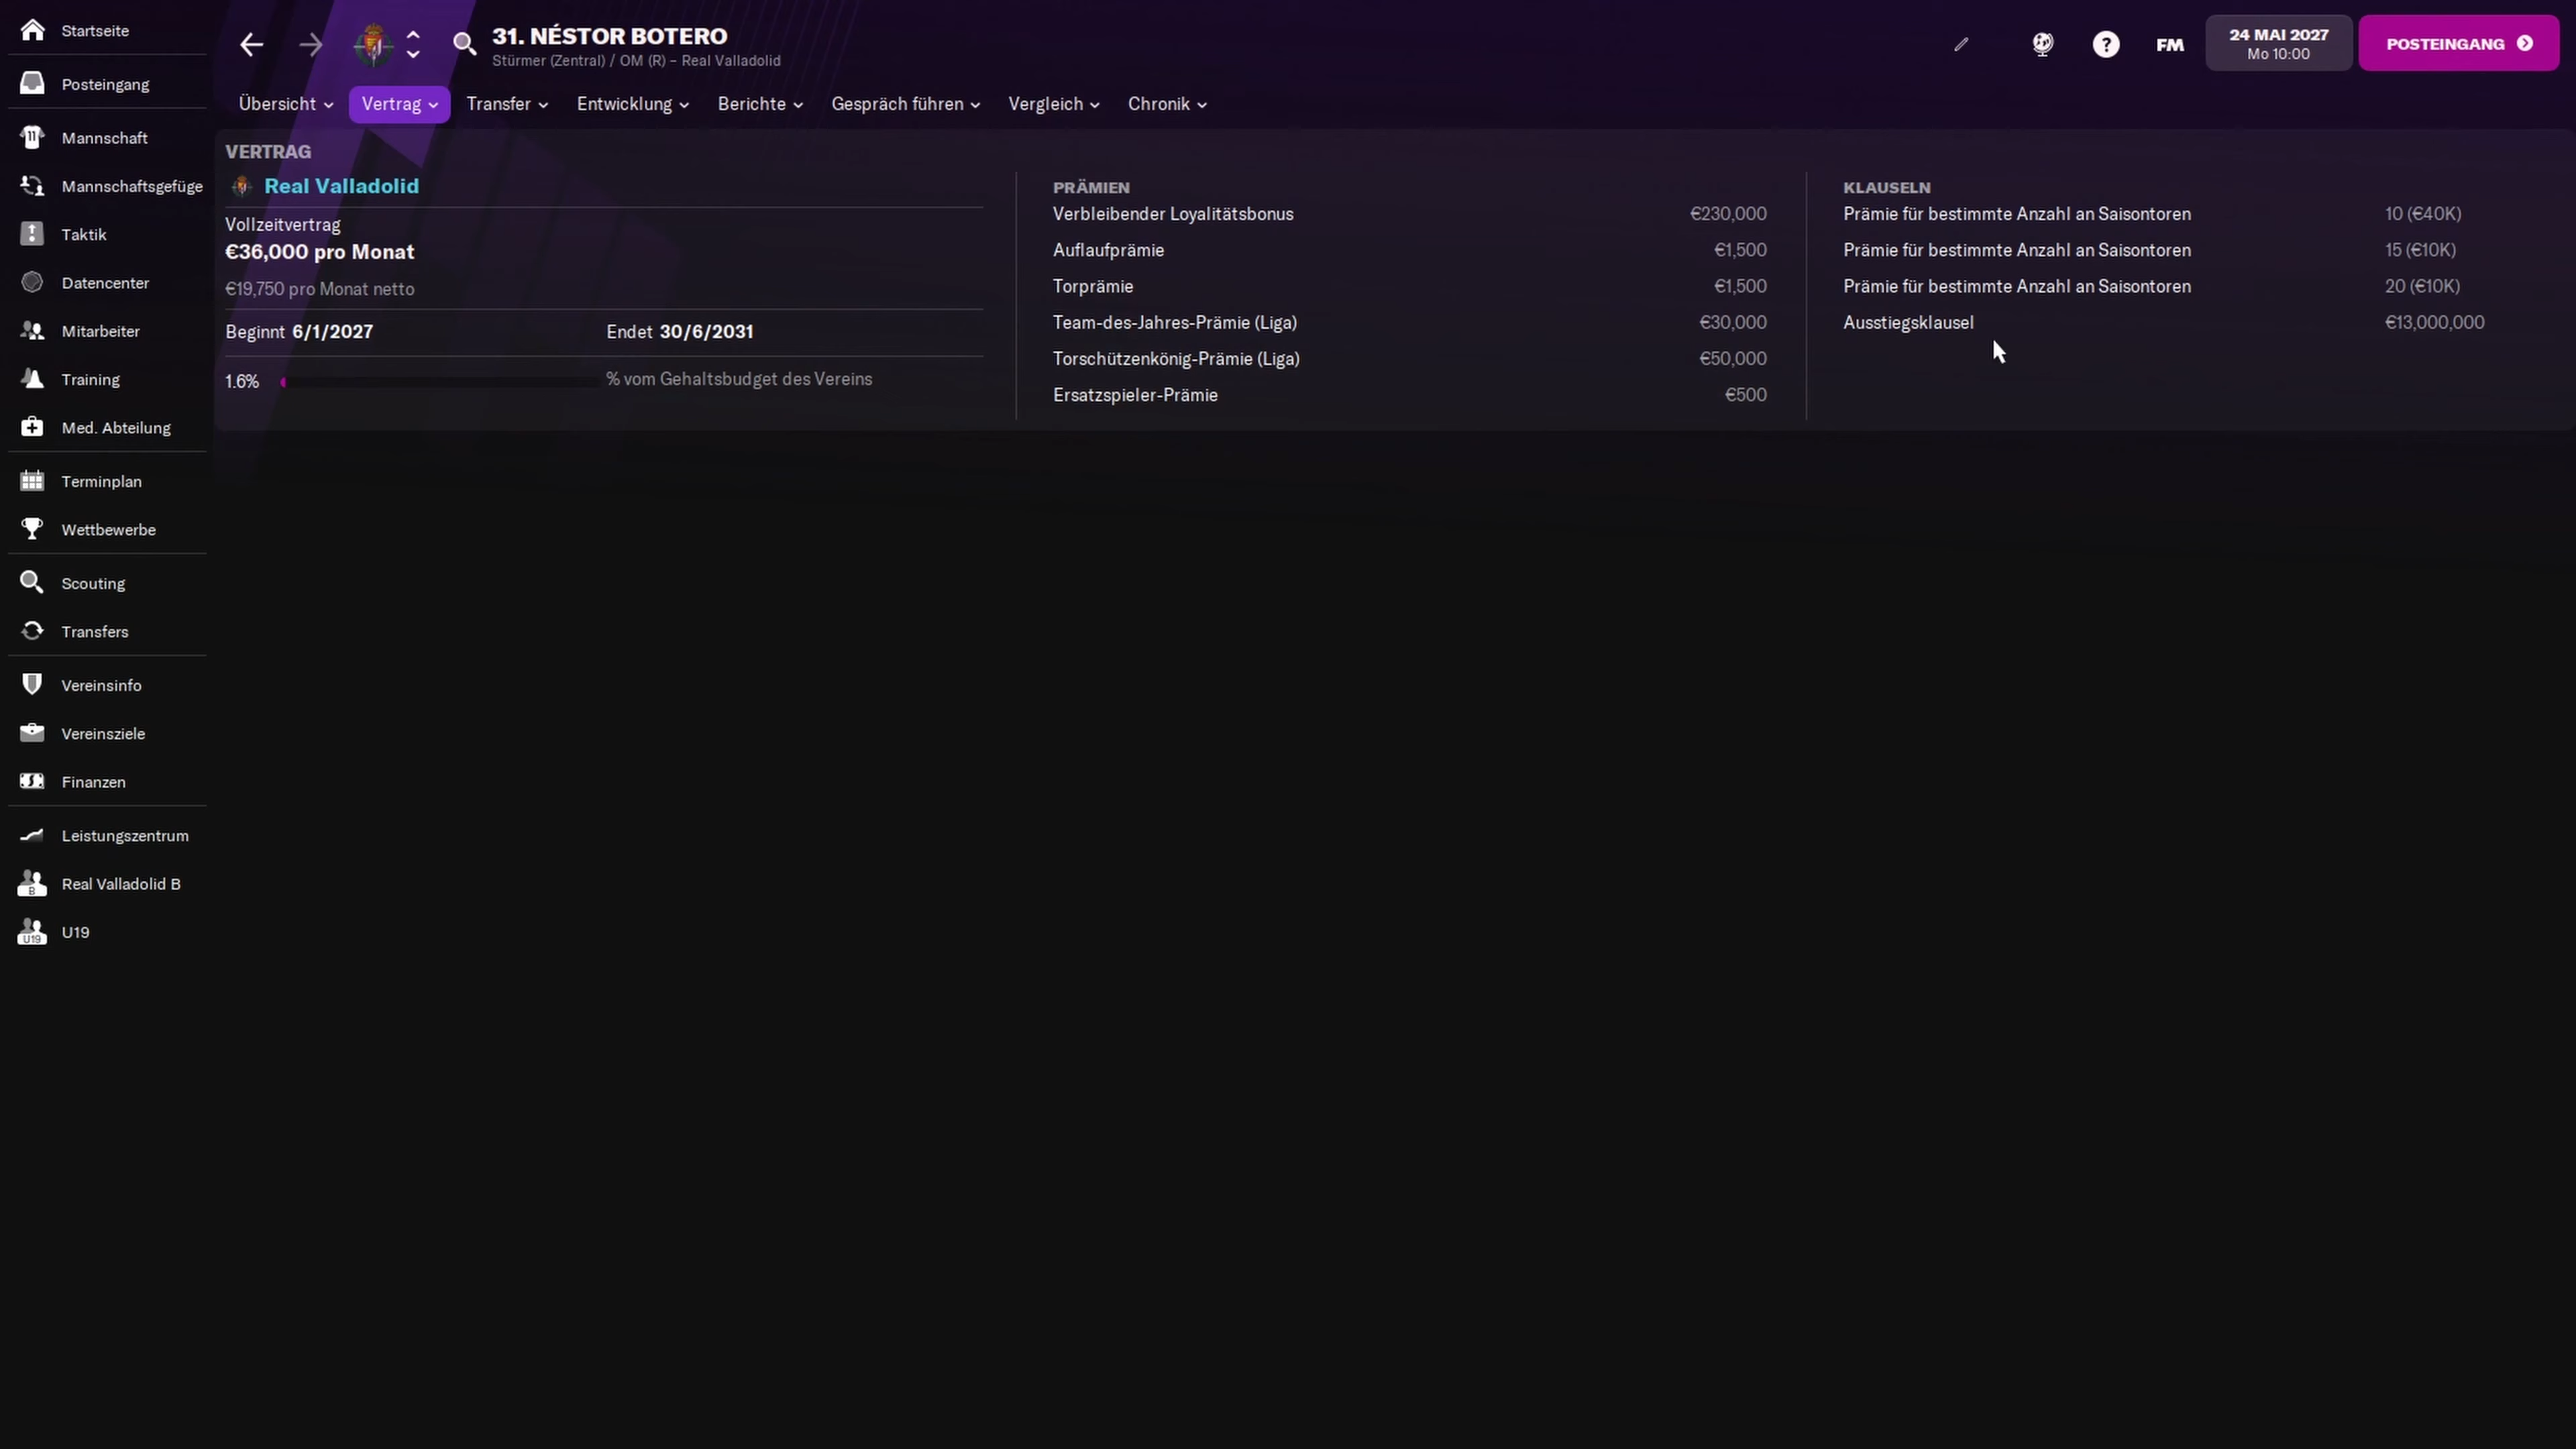 Startseite
Posteingang
Mannschaft
11
Mannschaftsgefüge
Taktik
Datencenter
Mitarbeiter
Training
Med. Abteilung
Terminplan
Wettbewerbe
Scouting
Transfers
Vereinsinfo
Vereinsziele
Finanzen
Leistungszentrum
Real Valladolid B
B
U19
U19
31. NÉSTOR BOTERO
Stürmer (Zentral) / OM (R) – Real Valladolid
?
FM
24 MAI 2027
Mo 10:00
POSTEINGANG
Übersicht Vertrag Transfer Entwicklung Berichte Gespräch führen Vergleich Chronik
VERTRAG
Real Valladolid
Vollzeitvertrag
€36,000 pro Monat
€19,750 pro Monat netto
Beginnt 6/1/2027 Endet 30/6/2031
1.6% % vom Gehaltsbudget des Vereins
PRÄMIEN
Verbleibender Loyalitätsbonus €230,000
Auflaufprämie €1,500
Torprämie €1,500
Team-des-Jahres-Prämie (Liga) €30,000
Torschützenkönig-Prämie (Liga) €50,000
Ersatzspieler-Prämie €500
KLAUSELN
Prämie für bestimmte Anzahl an Saisontoren 10 (€40K)
Prämie für bestimmte Anzahl an Saisontoren 15 (€10K)
Prämie für bestimmte Anzahl an Saisontoren 20 (€10K)
Ausstiegsklausel €13,000,000